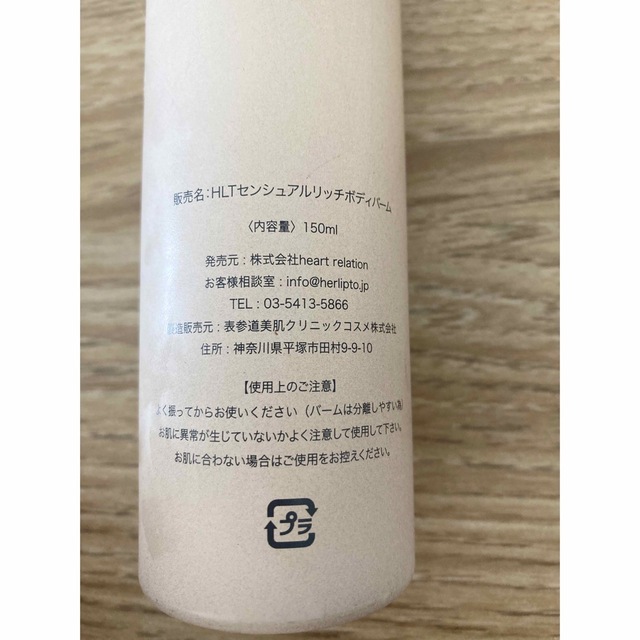 販売名:HLTセンシュアルリッチボディバーム
〈内容量〉150ml
発売元:株式会社heart relation
お客様相談室:info@herlipto.jp
TEL:03-5413-5866
製造販売元:表参道美肌クリニックコスメ株式会社
住所:神奈川県平塚市田村9-9-10
【使用上のご注意】
よく振ってからお使いください(バームは分離しやすい為)
お肌に異常が生じていないかよく注意して使用して下さい。
お肌に合わない場合はご使用をお控えください。
プラ